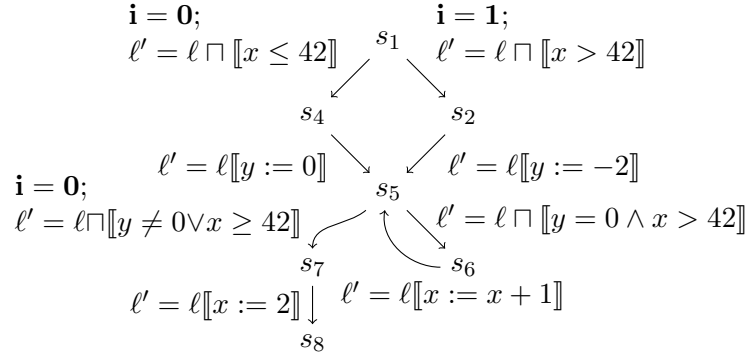 i = 0; i = 1;
ℓ′ = ℓ ⊓ ⟦x ≤ 42⟧ s₁ ℓ′ = ℓ ⊓ ⟦x > 42⟧
s₄ s₂
ℓ′ = ℓ⟦y := 0⟧ ℓ′ = ℓ⟦y := −2⟧
i = 0; s₅
ℓ′ = ℓ⊓⟦y ≠ 0∨x ≥ 42⟧ ℓ′ = ℓ ⊓ ⟦y = 0 ∧ x > 42⟧
s₇ s₆
ℓ′ = ℓ⟦x := 2⟧ ℓ′ = ℓ⟦x := x + 1⟧
s₈